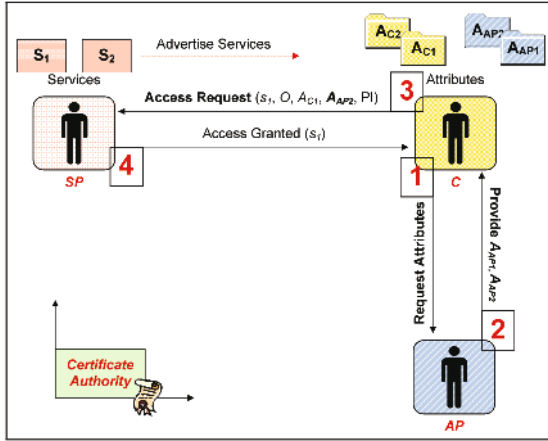 S1 S2 Advertise Services AC2 AC1 AAP2 AAP1
Services Attributes
Access Request (s1, O, AC1, AAP2, PI) 3
Access Granted (s1)
4 1
SP C
Request Attributes
Provide AAP1, AAP2
2
Certificate
Authority
AP